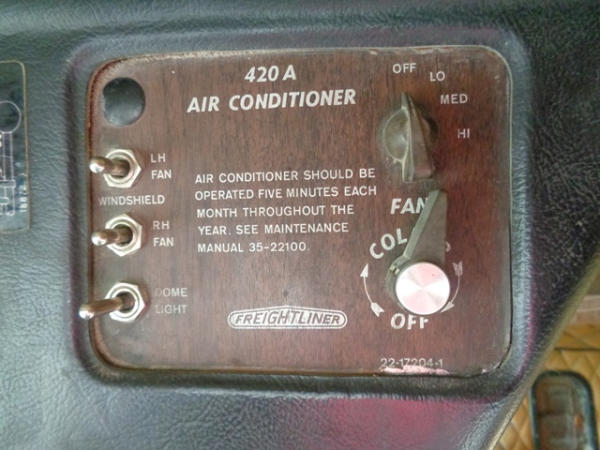 420 A
AIR CONDITIONER
OFF
LO
MED
HI
LH
FAN
WINDSHIELD
RH
FAN
DOME
LIGHT
AIR CONDITIONER SHOULD BE
OPERATED FIVE MINUTES EACH
MONTH THROUGHOUT THE
YEAR. SEE MAINTENANCE
MANUAL 35-22100.
FAN
OFF
FREIGHTLINER
22-17204-1